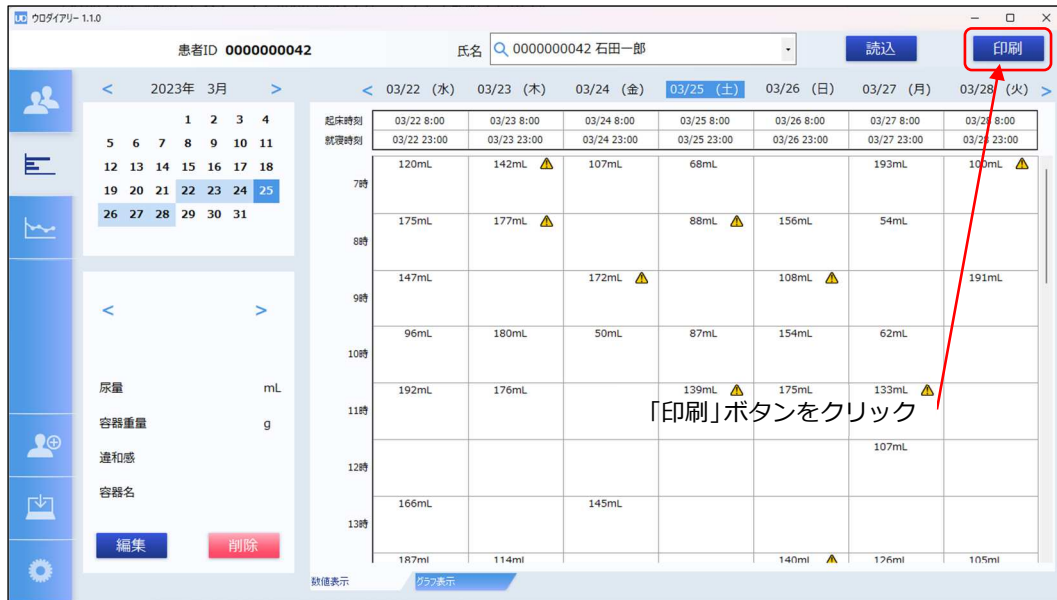 UD ウロダイアリー 1.1.0
患者ID 0000000042 氏名 0000000042 石田一郎 読込 印刷
< 2023年 3月 >
1 2 3 4
5 6 7 8 9 10 11
12 13 14 15 16 17 18
19 20 21 22 23 24 25
26 27 28 29 30 31
< >
尿量 mL
容器重量 g
違和感
容器名
編集 削除
< 03/22 (水) 03/23 (木) 03/24 (金) 03/25 (土) 03/26 (日) 03/27 (月) 03/28 (火) >
起床時刻 03/22 8:00 03/23 8:00 03/24 8:00 03/25 8:00 03/26 8:00 03/27 8:00 03/28 8:00
就寝時刻 03/22 23:00 03/23 23:00 03/24 23:00 03/25 23:00 03/26 23:00 03/27 23:00 03/28 23:00
120mL 142mL 107mL 68mL 193mL 100mL
7時
175mL 177mL 88mL 156mL 54mL
8時
147mL 172mL 108mL 191mL
9時
96mL 180mL 50mL 87mL 154mL 62mL
10時
192mL 176mL 139mL 175mL 133mL
11時
「印刷」ボタンをクリック
107mL
12時
166mL 145mL
13時
187mL 114mL 140mL 126mL 105mL
数値表示 グラフ表示